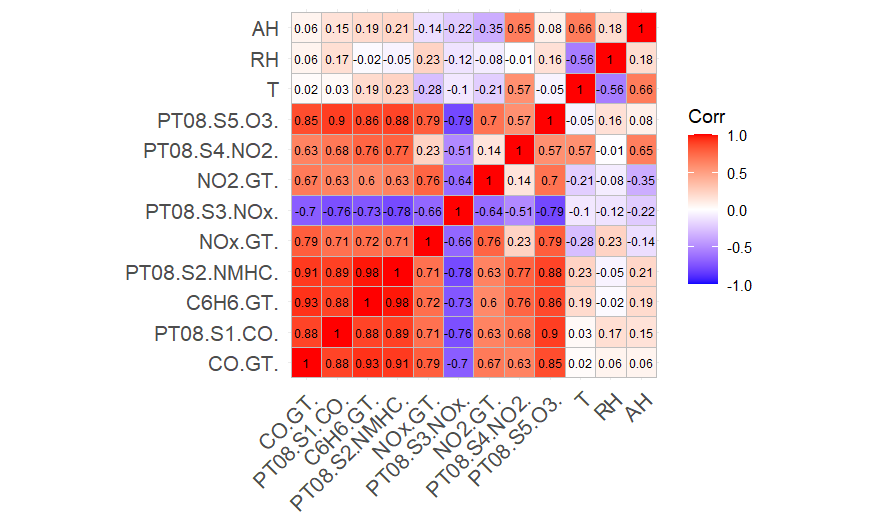 AH 0.06 0.15 0.19 0.21 -0.14 -0.22 -0.35 0.65 0.08 0.66 0.18 1
RH 0.06 0.17 -0.02 -0.05 0.23 -0.12 -0.08 -0.01 0.16 -0.56 1 0.18
T 0.02 0.03 0.19 0.23 -0.28 -0.1 -0.21 0.57 -0.05 1 -0.56 0.66
PT08.S5.O3. 0.85 0.9 0.86 0.88 0.79 -0.79 0.7 0.57 1 -0.05 0.16 0.08
PT08.S4.NO2. 0.63 0.68 0.76 0.77 0.23 -0.51 0.14 1 0.57 0.57 -0.01 0.65
NO2.GT. 0.67 0.63 0.6 0.63 0.76 -0.64 1 0.14 0.7 -0.21 -0.08 -0.35
PT08.S3.NOx. -0.7 -0.76 -0.73 -0.78 -0.66 1 -0.64 -0.51 -0.79 -0.1 -0.12 -0.22
NOx.GT. 0.79 0.71 0.72 0.71 1 -0.66 0.76 0.23 0.79 -0.28 0.23 -0.14
PT08.S2.NMHC. 0.91 0.89 0.98 1 0.71 -0.78 0.63 0.77 0.88 0.23 -0.05 0.21
C6H6.GT. 0.93 0.88 1 0.98 0.72 -0.73 0.6 0.76 0.86 0.19 -0.02 0.19
PT08.S1.CO. 0.88 1 0.88 0.89 0.71 -0.76 0.63 0.68 0.9 0.03 0.17 0.15
CO.GT. 1 0.88 0.93 0.91 0.79 -0.7 0.67 0.63 0.85 0.02 0.06 0.06
CO.GT.
PT08.S1.CO.
C6H6.GT.
PT08.S2.NMHC.
NOx.GT.
PT08.S3.NOx.
NO2.GT.
PT08.S4.NO2.
PT08.S5.O3.
T
RH
AH
Corr
1.0
0.5
0.0
-0.5
-1.0